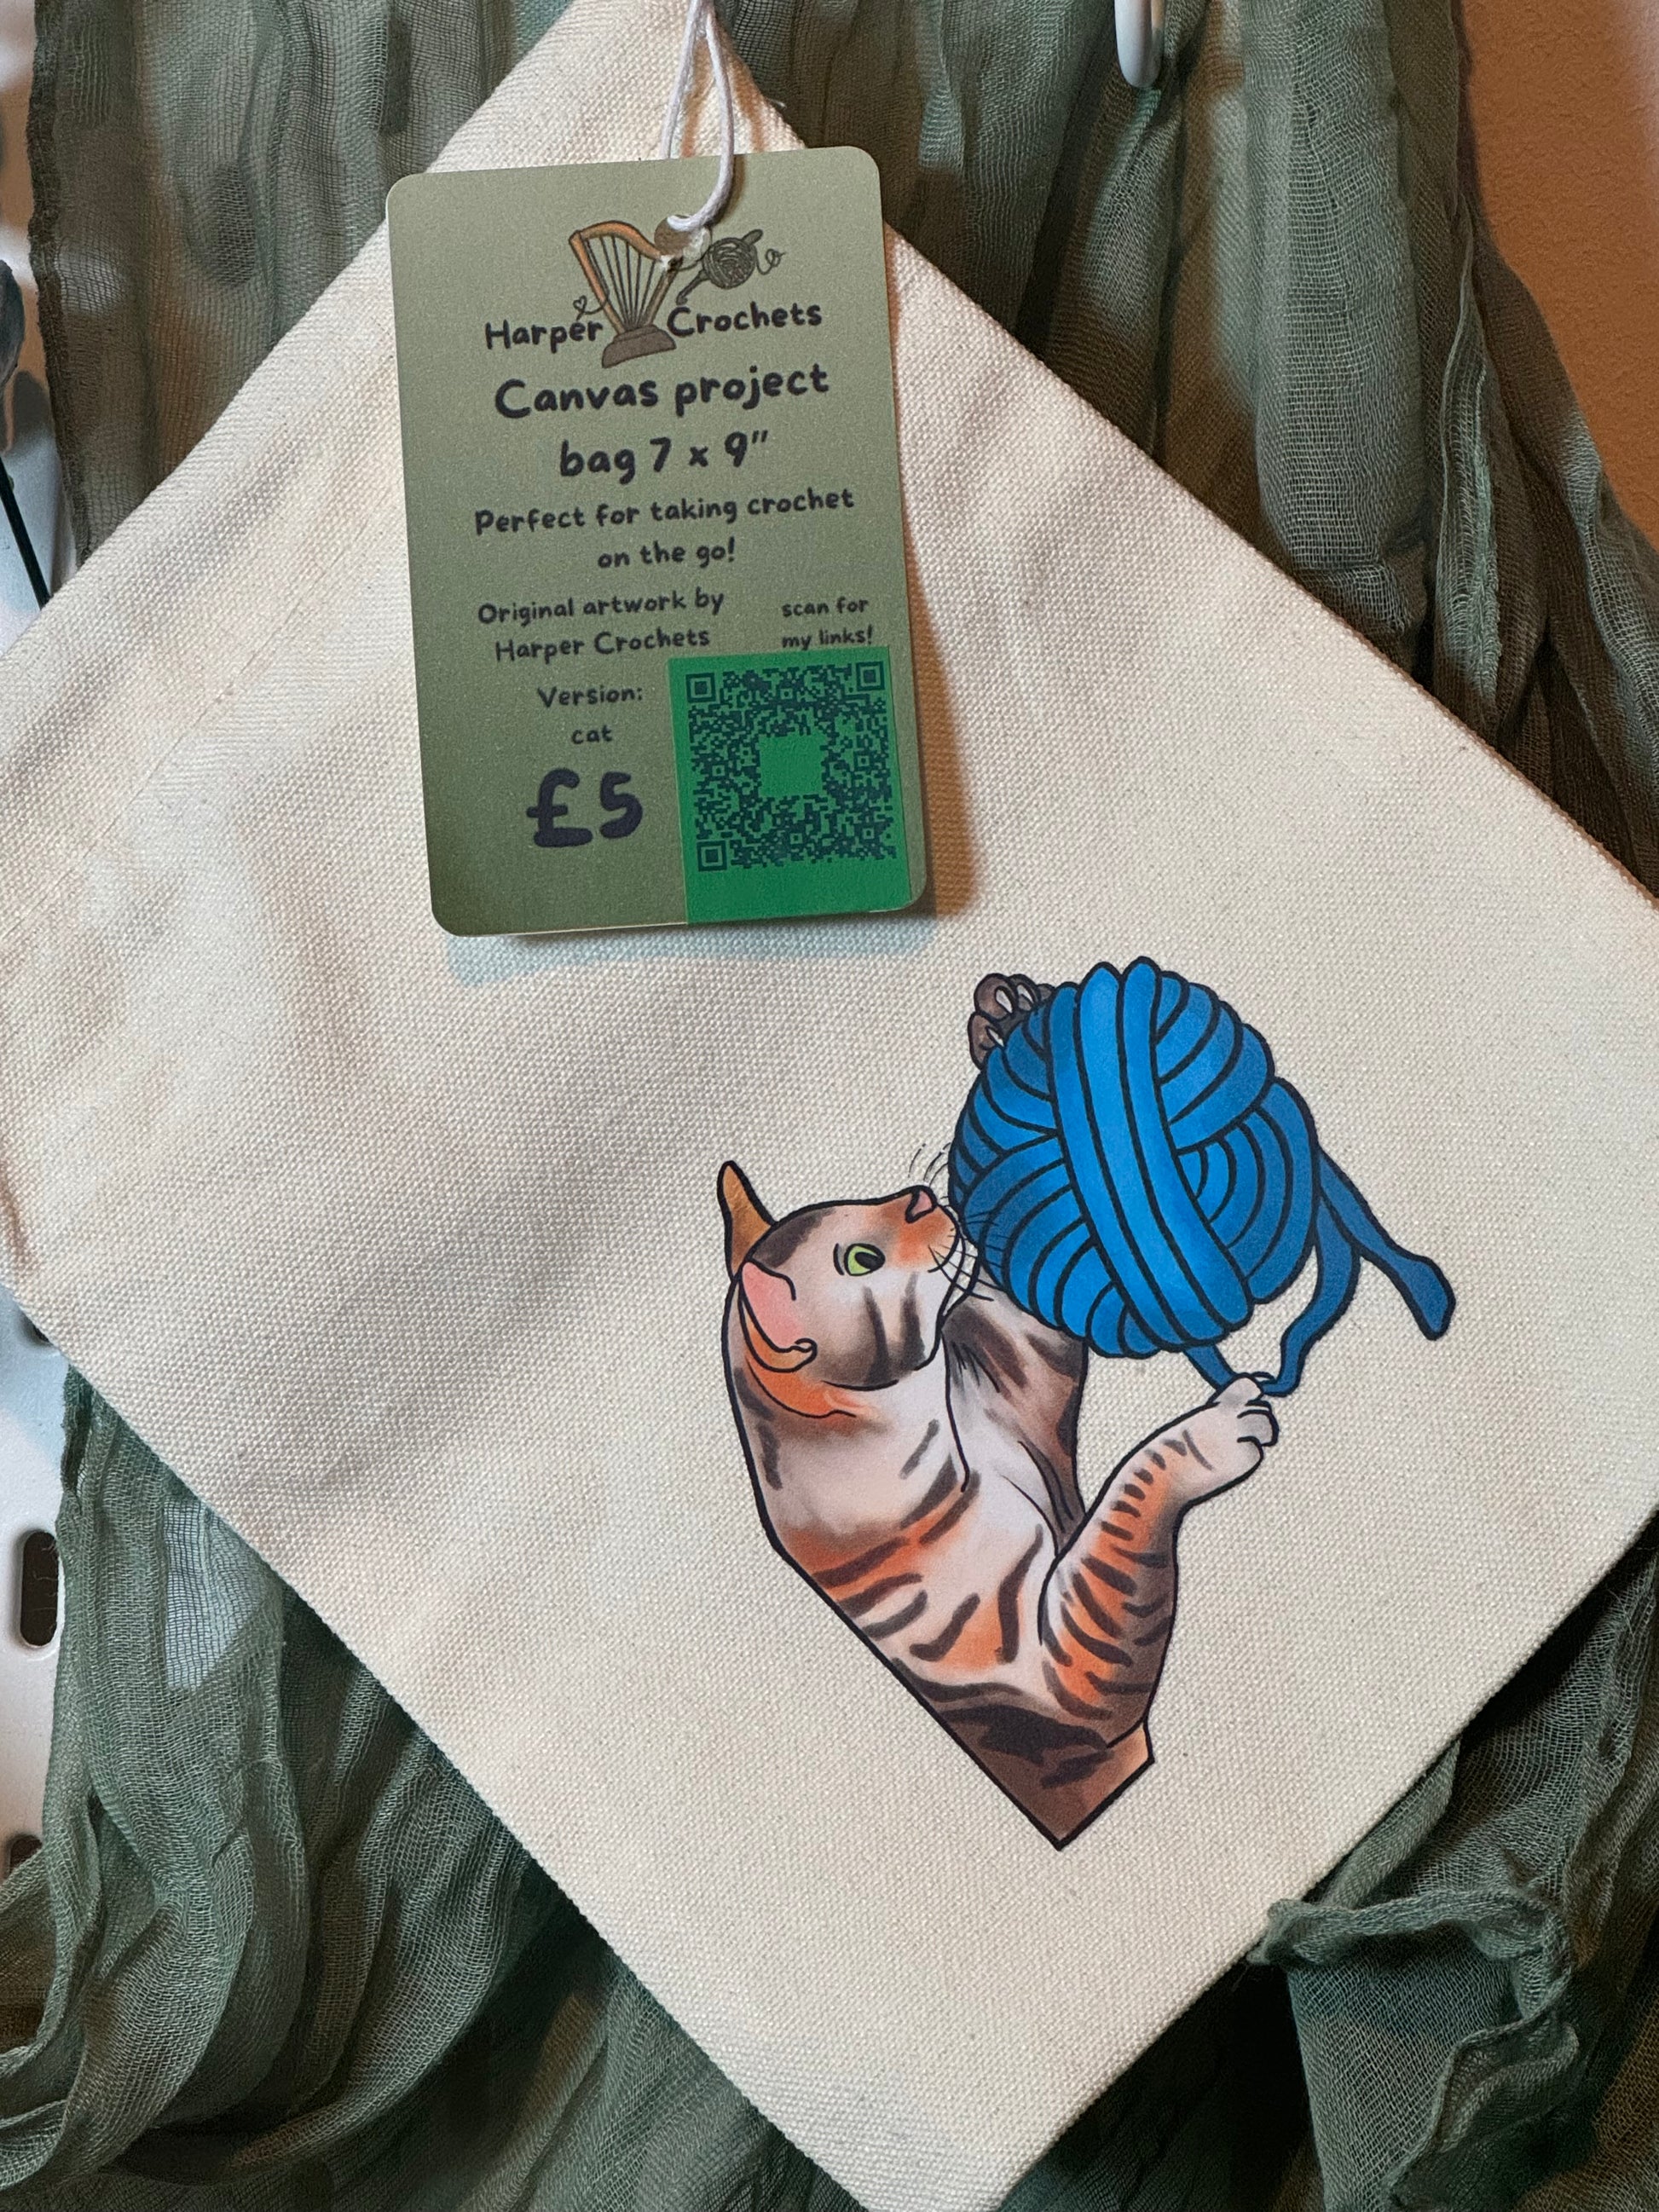 Harper Crochets
Canvas project
bag 7 x 9"
Perfect for taking crochet
on the go!
Original artwork by
Harper Crochets
scan for
my links!
Version:
cat
£5